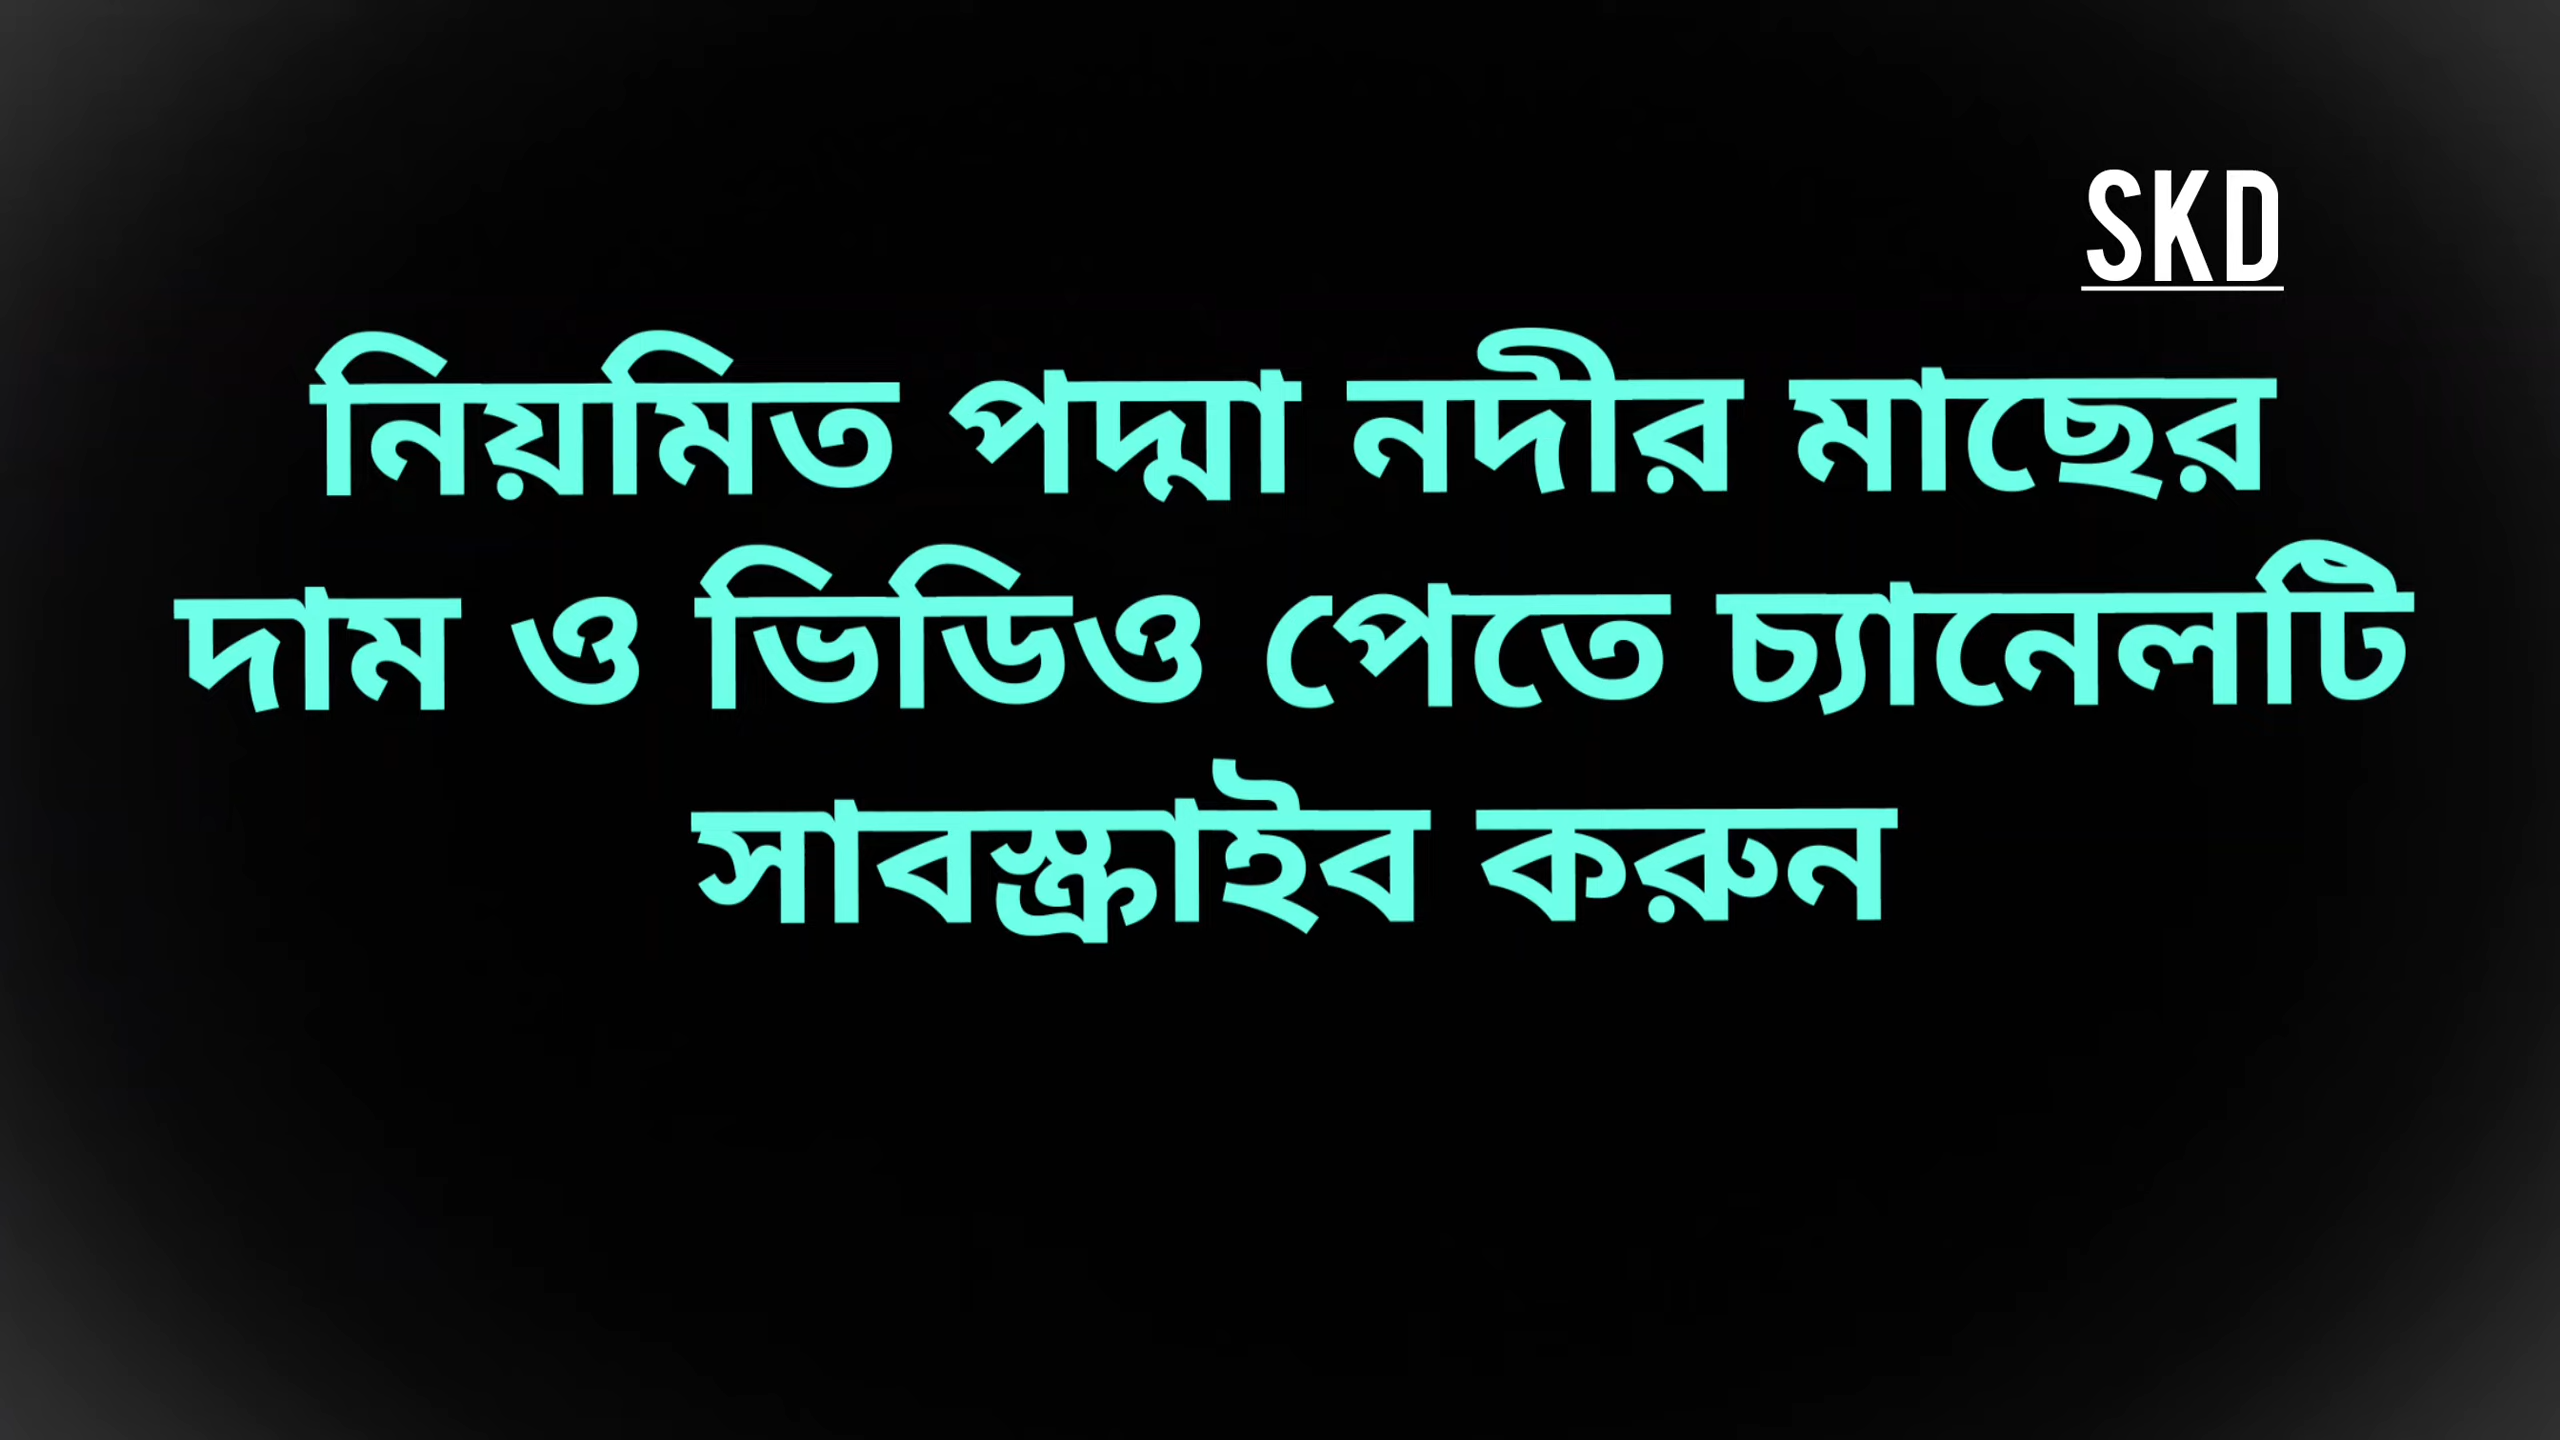 SKD
নিয়মিত পদ্মা নদীর মাছের
দাম ও ভিডিও পেতে চ্যানেলটি
সাবস্ক্রাইব করুন